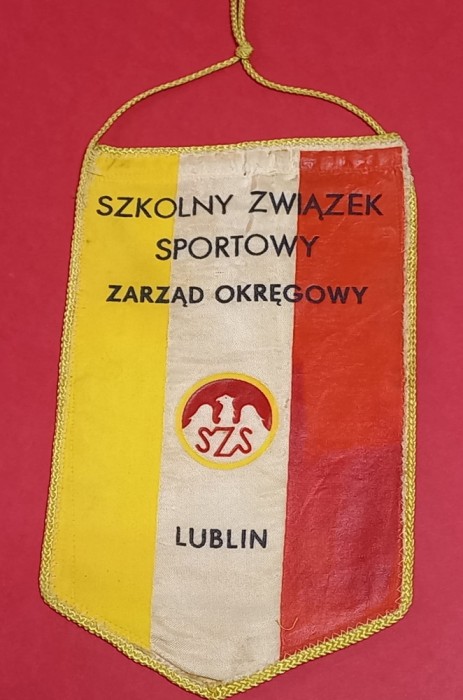 SZKOLNY ZWIĄZEK
SPORTOWY
ZARZĄD OKRĘGOWY
SZS
LUBLIN